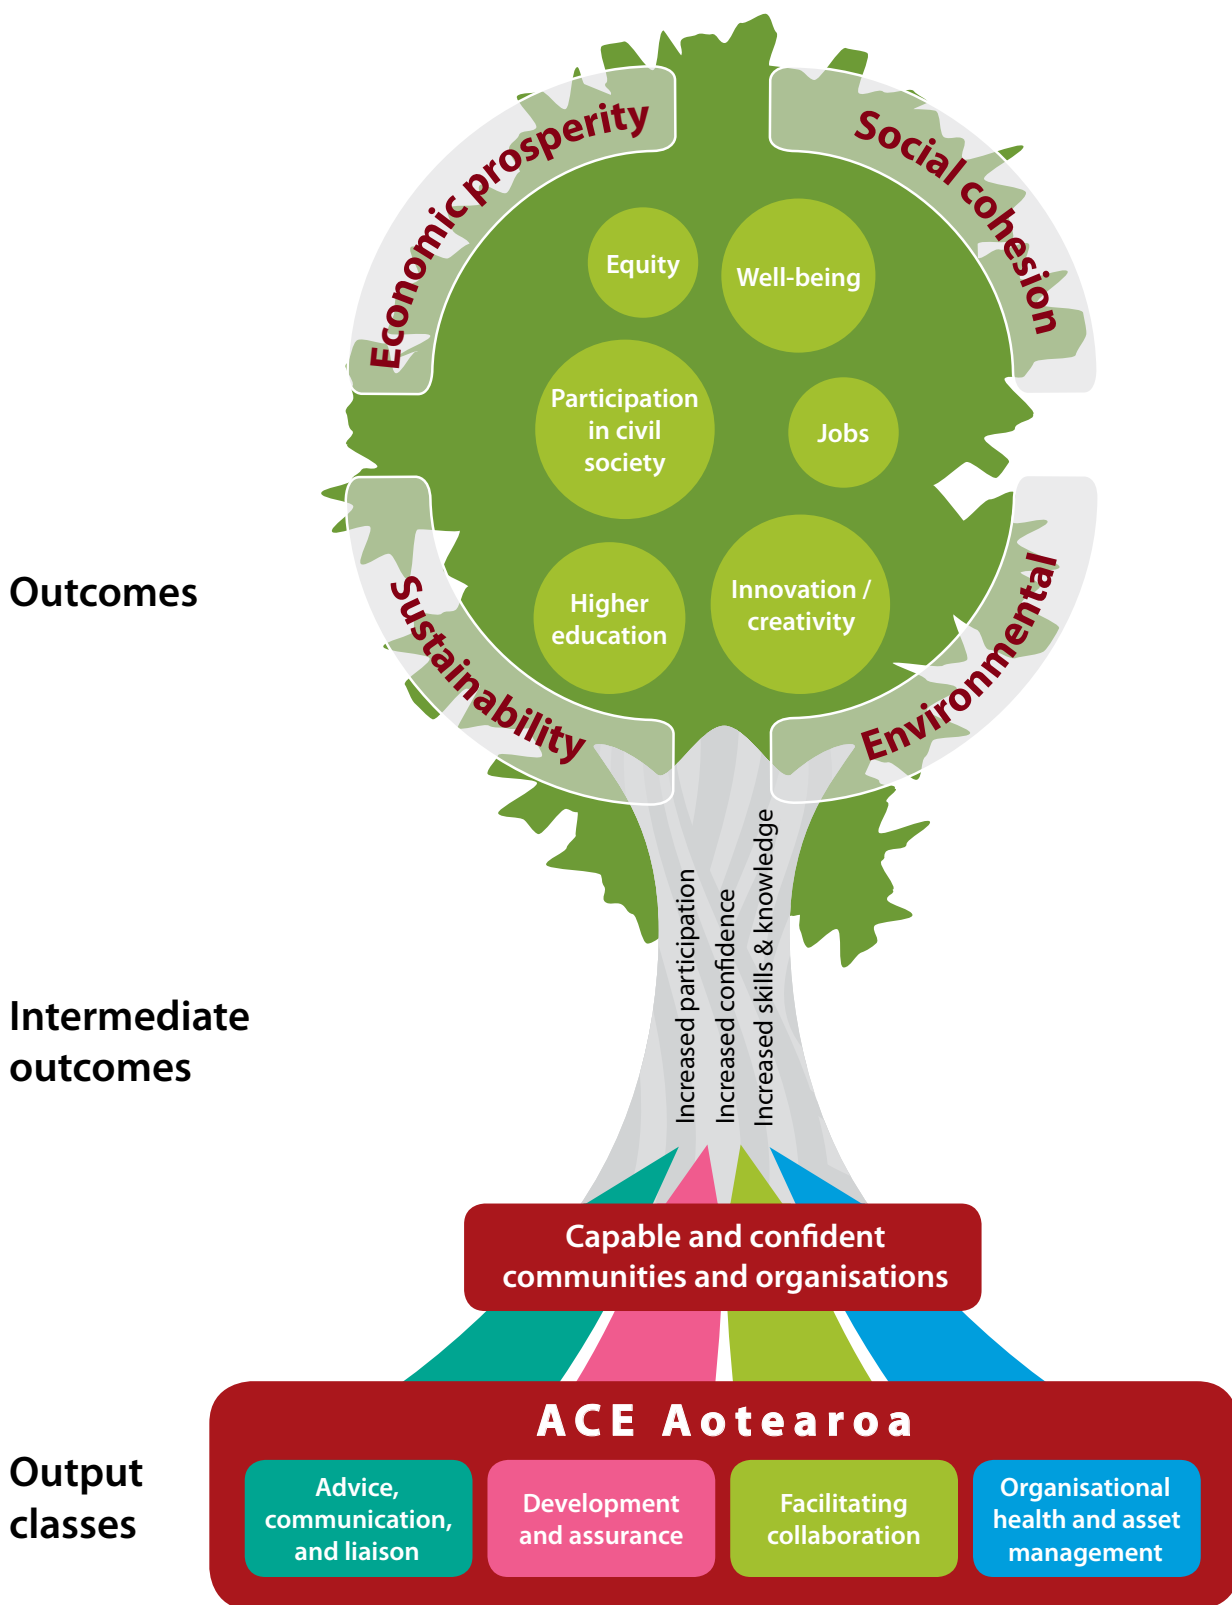 Economic prosperity
Social cohesion
Equity
Well-being
Participation
in civil
society
Jobs
Outcomes
Higher
education
Innovation /
creativity
Sustainability
Environmental
Intermediate
outcomes
Increased participation
Increased confidence
Increased skills & knowledge
Capable and confident
communities and organisations
ACE Aotearoa
Output
classes
Advice,
communication,
and liaison
Development
and assurance
Facilitating
collaboration
Organisational
health and asset
management